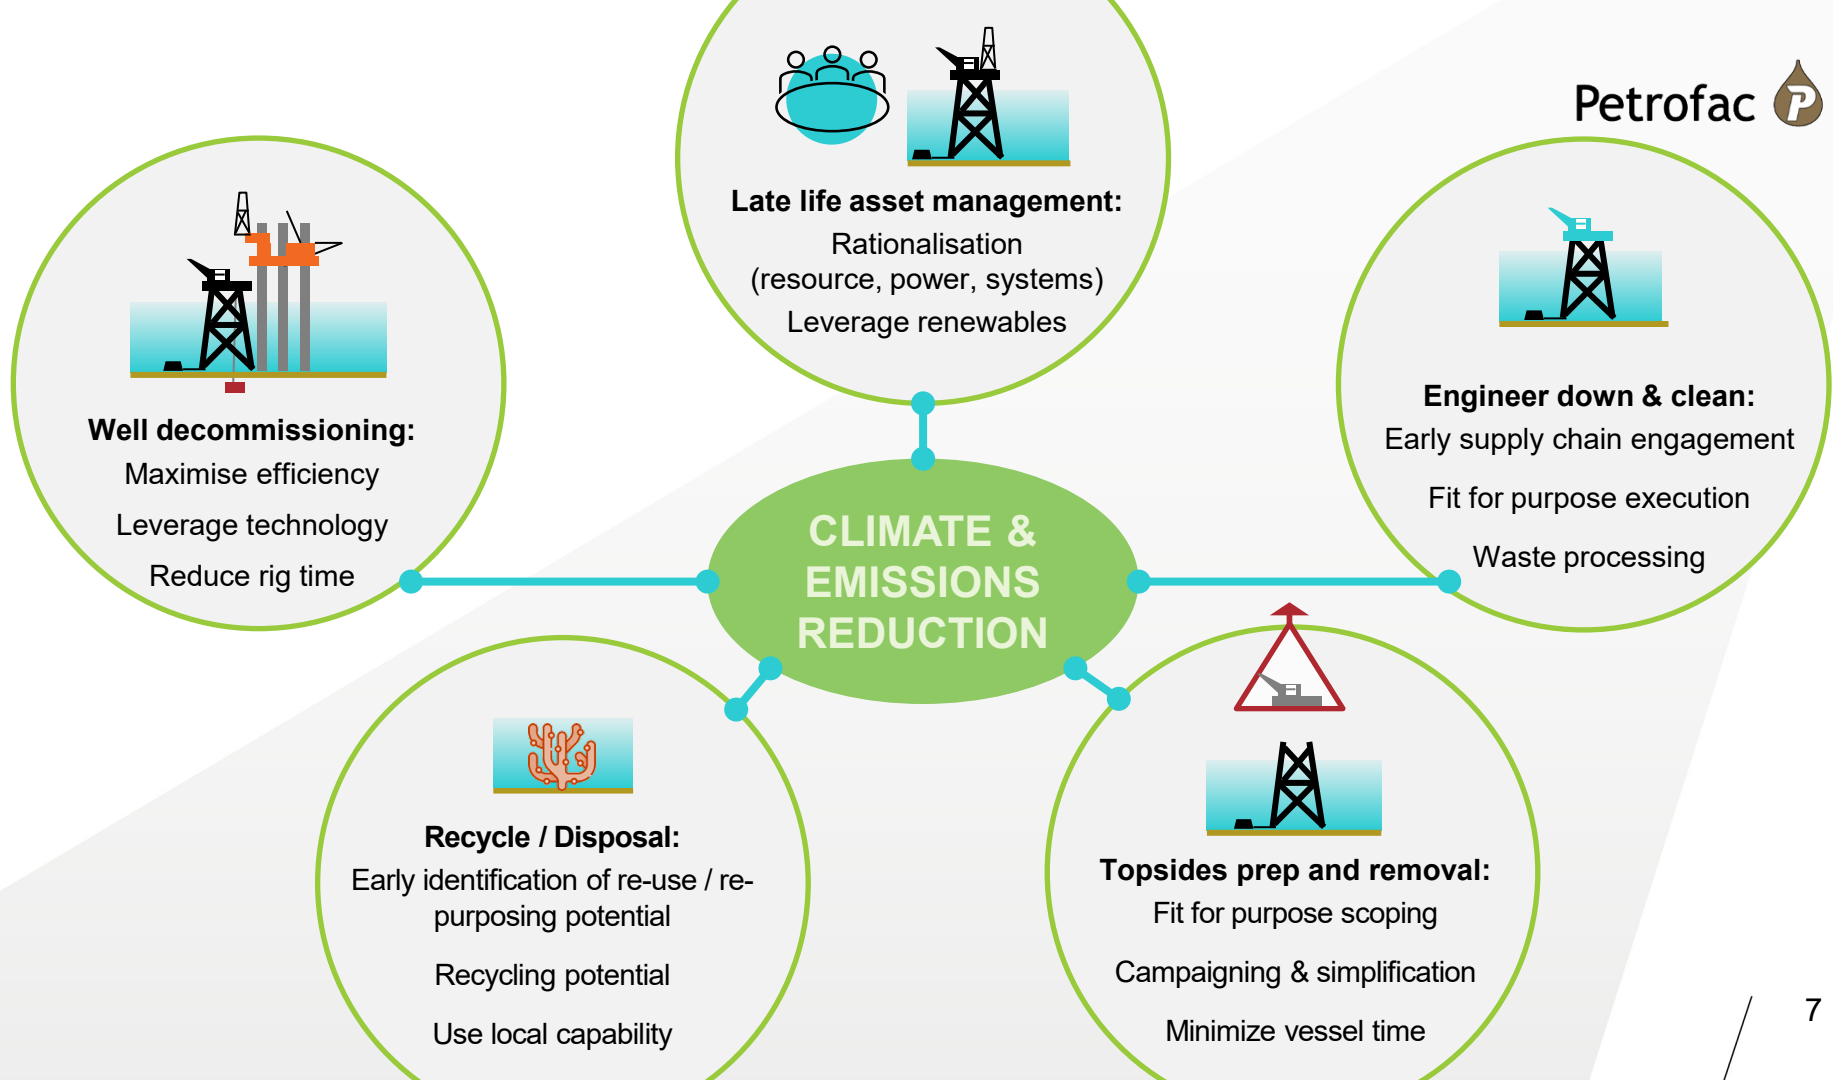 Petrofac
Late life asset management:
Rationalisation
(resource, power, systems)
Leverage renewables
Well decommissioning:
Maximise efficiency
Leverage technology
Reduce rig time
Engineer down & clean:
Early supply chain engagement
Fit for purpose execution
Waste processing
CLIMATE &
EMISSIONS
REDUCTION
Recycle / Disposal:
Early identification of re-use / re-
purposing potential
Recycling potential
Use local capability
Topsides prep and removal:
Fit for purpose scoping
Campaigning & simplification
Minimize vessel time
7